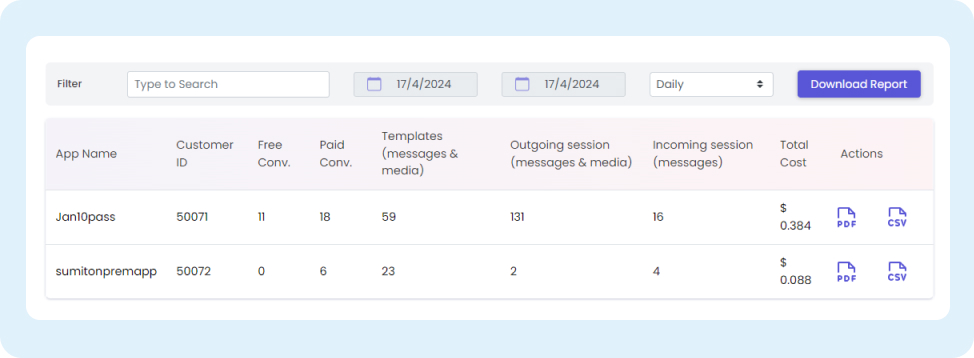 Filter Type to Search 17/4/2024 17/4/2024 Daily Download Report
App Name Customer ID Free Conv. Paid Conv. Templates (messages & media) Outgoing session (messages & media) Incoming session (messages) Total Cost Actions
Jan10pass 50071 11 18 59 131 16 $ 0.384 PDF CSV
sumitonpremapp 50072 0 6 23 2 4 $ 0.088 PDF CSV